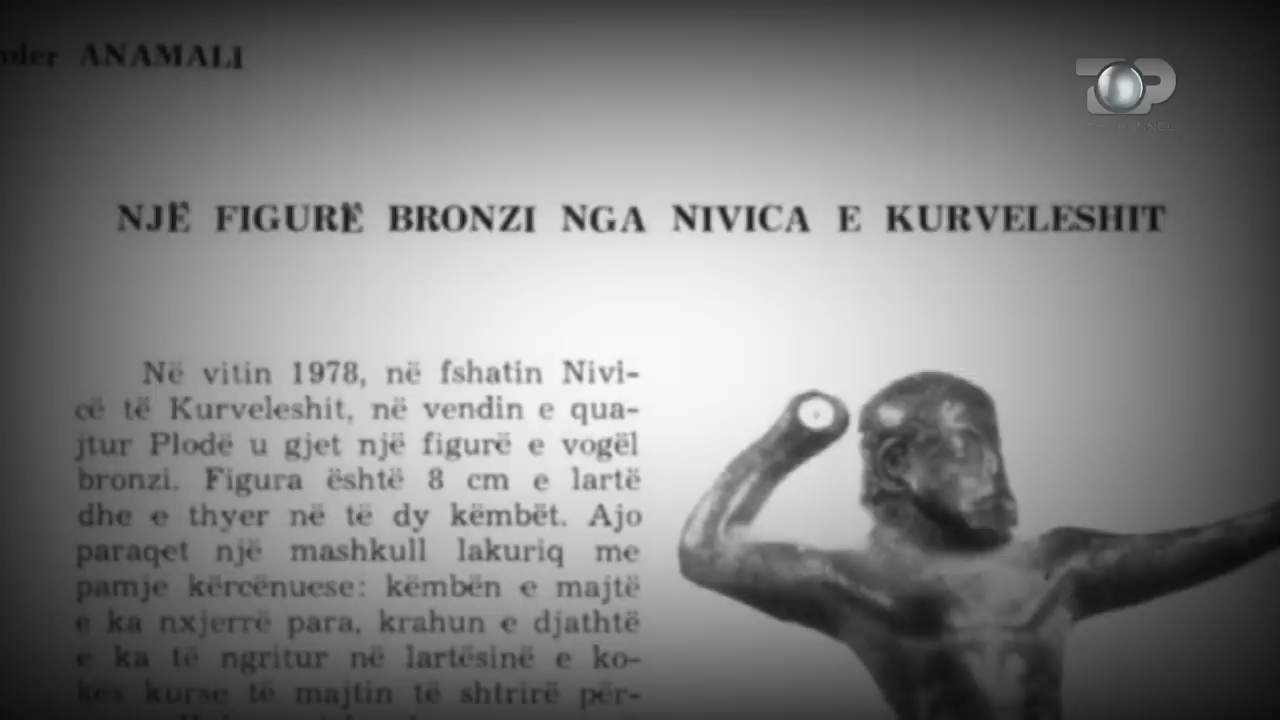 ANAMALI
TOP
NJË FIGURË BRONZI NGA NIVICA E KURVELESHIT
Në vitin 1978, në fshatin Nivi-
cë të Kurveleshit, në vendin e qua-
jtur Plodë u gjet një figurë e vogël
bronzi. Figura është 8 cm e lartë
dhe e thyer në të dy këmbët. Ajo
paraqet një mashkull lakuriq me
pamje kërcënuese: këmbën e majtë
e ka nxjerrë para, krahun e djathtë
e ka të ngritur në lartësinë e ko-
kës kurse të majtin të shtrirë për-